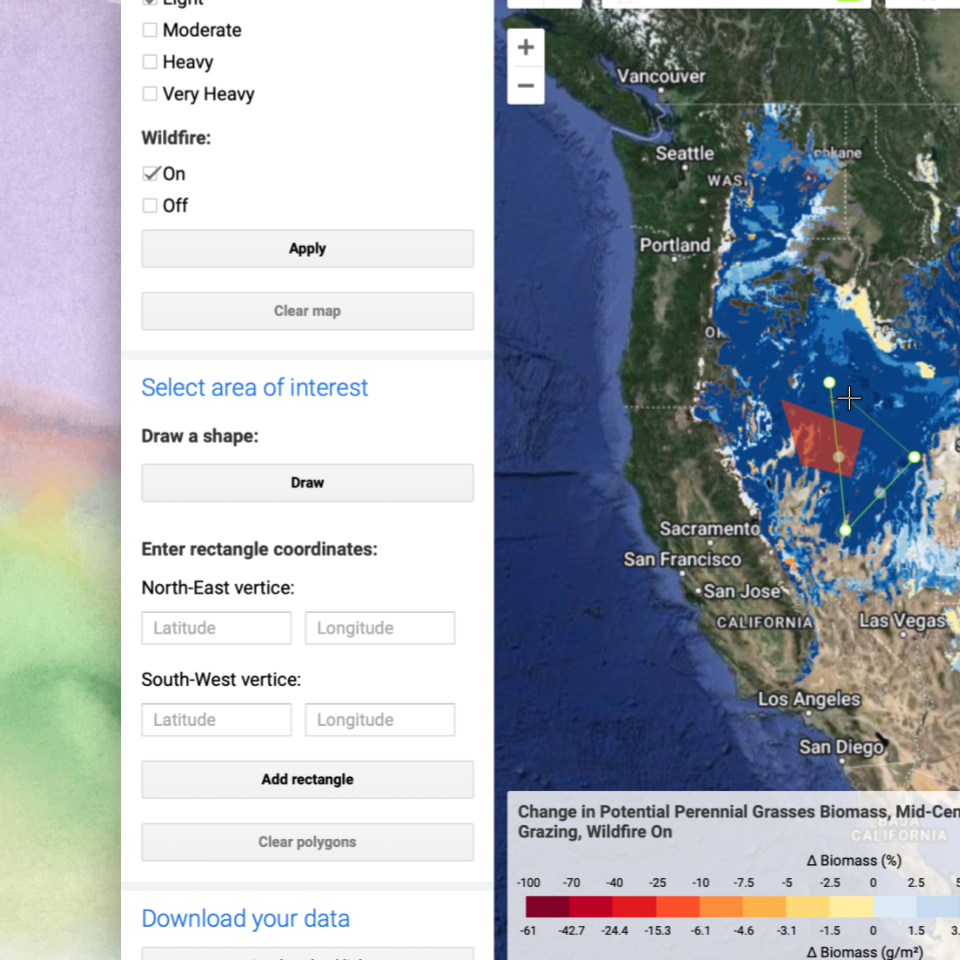 Light
Moderate
Heavy
Very Heavy
Wildfire:
On
Off
Apply
Clear map
Select area of interest
Draw a shape:
Draw
Enter rectangle coordinates:
North-East vertice:
Latitude Longitude
South-West vertice:
Latitude Longitude
Add rectangle
Clear polygons
Download your data
+
−
Vancouver
Seattle
WAS
Portland
OR
Sacramento
San Francisco
San Jose
CALIFORNIA
Las Vegas
Los Angeles
San Diego
BAJA
CALIFORNIA
Change in Potential Perennial Grasses Biomass, Mid-Cen
Grazing, Wildfire On
Δ Biomass (%)
-100 -70 -40 -25 -10 -7.5 -5 -2.5 0 2.5
-61 -42.7 -24.4 -15.3 -6.1 -4.6 -3.1 -1.5 0 1.5 3.
Δ Biomass (g/m²)